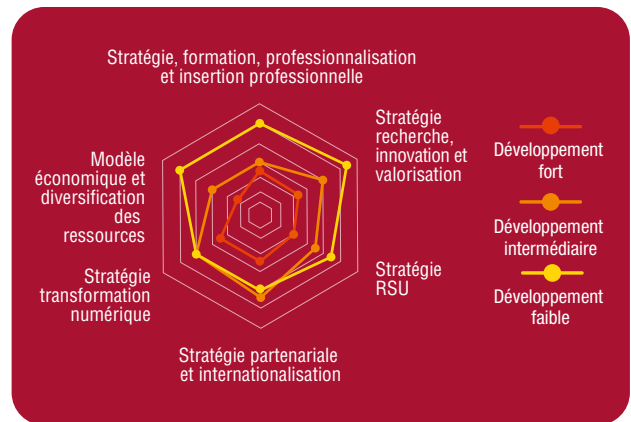 Stratégie, formation, professionnalisation
et insertion professionnelle
Stratégie
recherche,
innovation et
valorisation
Stratégie
RSU
Stratégie partenariale
et internationalisation
Stratégie
transformation
numérique
Modèle
économique et
diversification
des
ressources
Développement
fort
Développement
intermédiaire
Développement
faible